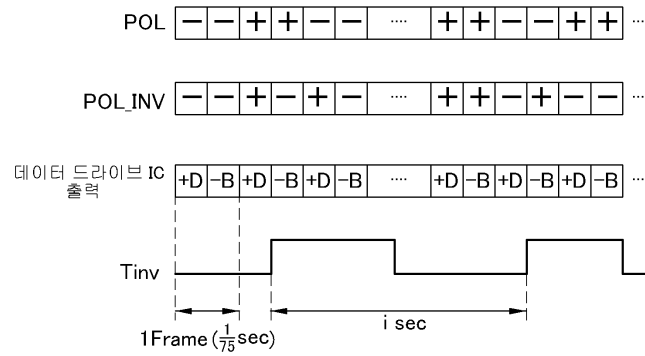 POL − − + + − − ···· + + − − + + ···
POL_INV − − + − + − ···· + + − + − − ···
데이터 드라이브 IC 출력 +D −B +D −B +D −B ···· +D −B +D −B +D −B ···
Tinv
1Frame(1/75 sec)
i sec